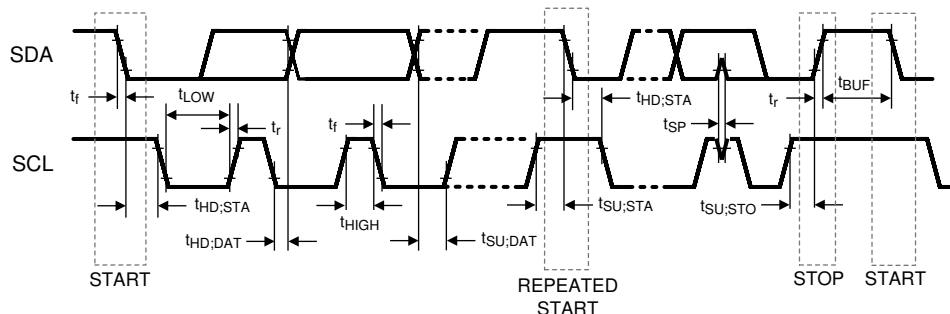 SDA
t_f
t_LOW
t_r
t_f
t_HD;STA
t_SP
t_r
t_BUF
SCL
t_HD;STA
t_HD;DAT
t_HIGH
t_SU;DAT
t_SU;STA
t_SU;STO
START
REPEATED
START
STOP
START